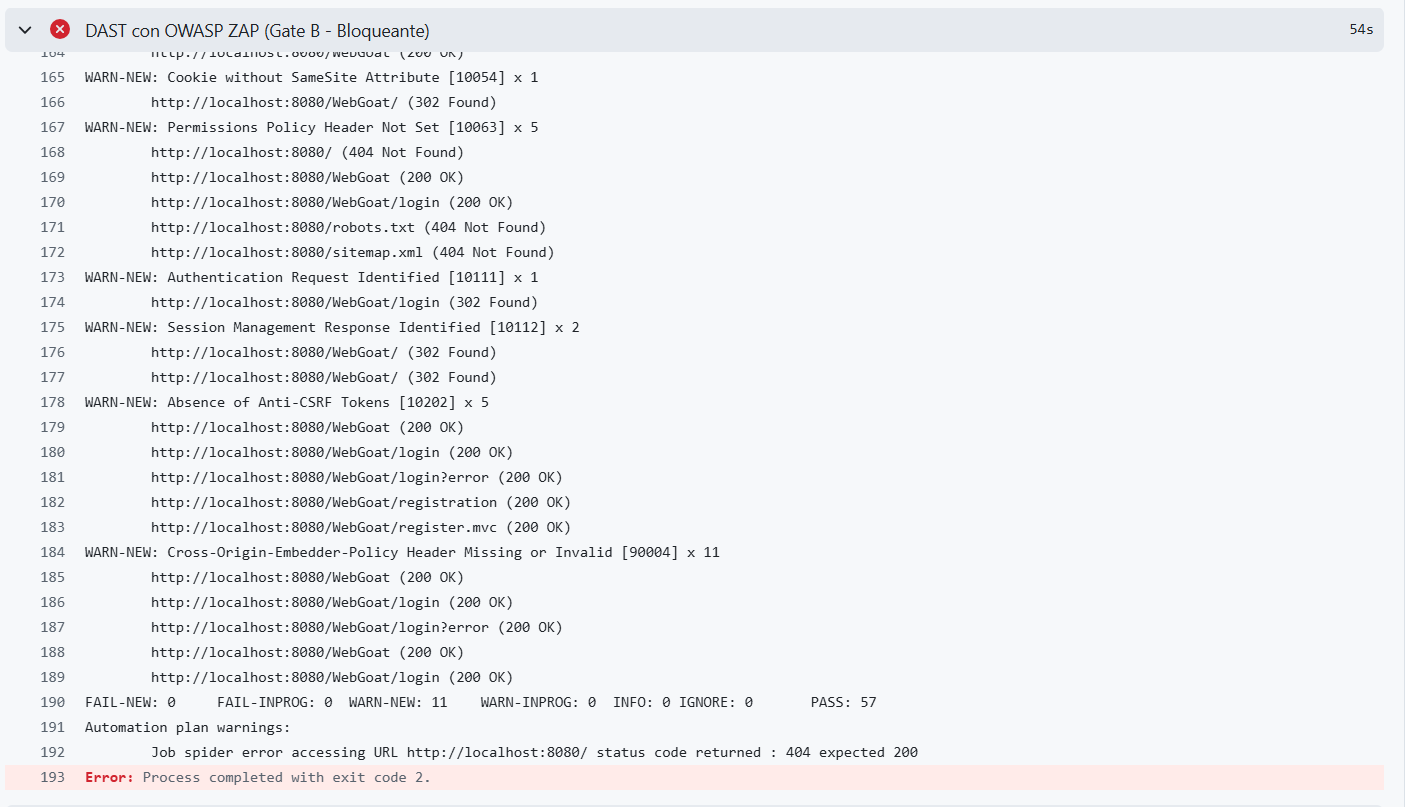 DAST con OWASP ZAP (Gate B - Bloqueante) 54s
164 http://localhost:8080/WebGoat (200 OK)
165 WARN-NEW: Cookie without SameSite Attribute [10054] x 1
166 http://localhost:8080/WebGoat/ (302 Found)
167 WARN-NEW: Permissions Policy Header Not Set [10063] x 5
168 http://localhost:8080/ (404 Not Found)
169 http://localhost:8080/WebGoat (200 OK)
170 http://localhost:8080/WebGoat/login (200 OK)
171 http://localhost:8080/robots.txt (404 Not Found)
172 http://localhost:8080/sitemap.xml (404 Not Found)
173 WARN-NEW: Authentication Request Identified [10111] x 1
174 http://localhost:8080/WebGoat/login (302 Found)
175 WARN-NEW: Session Management Response Identified [10112] x 2
176 http://localhost:8080/WebGoat/ (302 Found)
177 http://localhost:8080/WebGoat/ (302 Found)
178 WARN-NEW: Absence of Anti-CSRF Tokens [10202] x 5
179 http://localhost:8080/WebGoat (200 OK)
180 http://localhost:8080/WebGoat/login (200 OK)
181 http://localhost:8080/WebGoat/login?error (200 OK)
182 http://localhost:8080/WebGoat/registration (200 OK)
183 http://localhost:8080/WebGoat/register.mvc (200 OK)
184 WARN-NEW: Cross-Origin-Embedder-Policy Header Missing or Invalid [90004] x 11
185 http://localhost:8080/WebGoat (200 OK)
186 http://localhost:8080/WebGoat/login (200 OK)
187 http://localhost:8080/WebGoat/login?error (200 OK)
188 http://localhost:8080/WebGoat (200 OK)
189 http://localhost:8080/WebGoat/login (200 OK)
190 FAIL-NEW: 0 FAIL-INPROG: 0 WARN-NEW: 11 WARN-INPROG: 0 INFO: 0 IGNORE: 0 PASS: 57
191 Automation plan warnings:
192 Job spider error accessing URL http://localhost:8080/ status code returned : 404 expected 200
193 Error: Process completed with exit code 2.